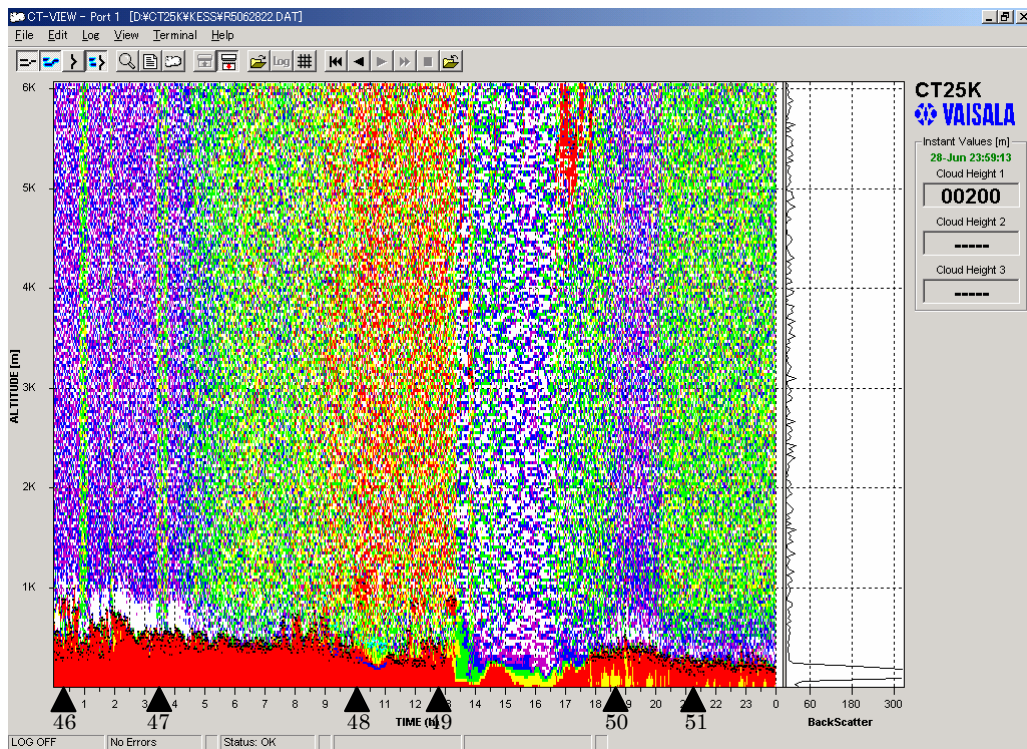 CT-VIEW - Port 1 [D:¥CT25K¥KESS¥R5062822.DAT]
File Edit Log View Terminal Help
Log
6K
5K
4K
3K
2K
1K
ALTITUDE [m]
1 2 3 4 5 6 7 8 9 10 11 12 13 14 15 16 17 18 19 20 21 22 23 0
TIME (h)
46 47 48 49 50 51
60 180 300
BackScatter
CT25K
VAISALA
Instant Values [m]
28-Jun 23:59:13
Cloud Height 1
00200
Cloud Height 2
-----
Cloud Height 3
-----
LOG OFF No Errors Status: OK